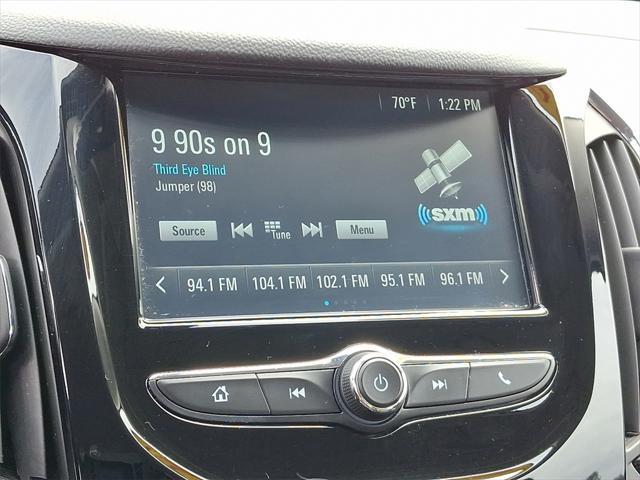 70°F 1:22 PM
9 90s on 9
Third Eye Blind
Jumper (98)
sxm
Source Tune Menu
94.1 FM 104.1 FM 102.1 FM 95.1 FM 96.1 FM